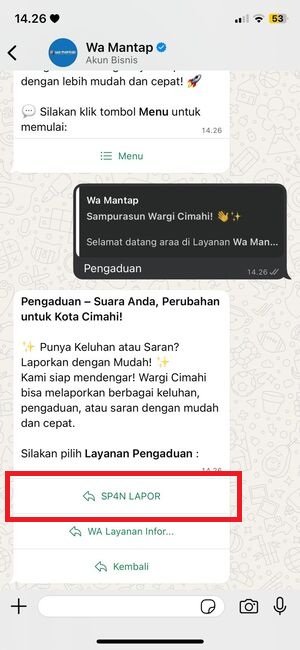 14.26
53
Wa Mantap
Akun Bisnis
dengan lebih mudah dan cepat! 🚀
💬 Silakan klik tombol Menu untuk
memulai:
14.26
Menu
Wa Mantap
Sampurasun Wargi Cimahi! 👋✨
Selamat datang araa di Layanan Wa Man...
Pengaduan
14.26
Pengaduan – Suara Anda, Perubahan
untuk Kota Cimahi!
✨ Punya Keluhan atau Saran?
Laporkan dengan Mudah! ✨
Kami siap mendengar! Wargi Cimahi
bisa melaporkan berbagai keluhan,
pengaduan, atau saran dengan mudah
dan cepat.
Silakan pilih Layanan Pengaduan :
14.26
SP4N LAPOR
WA Layanan Infor...
Kembali